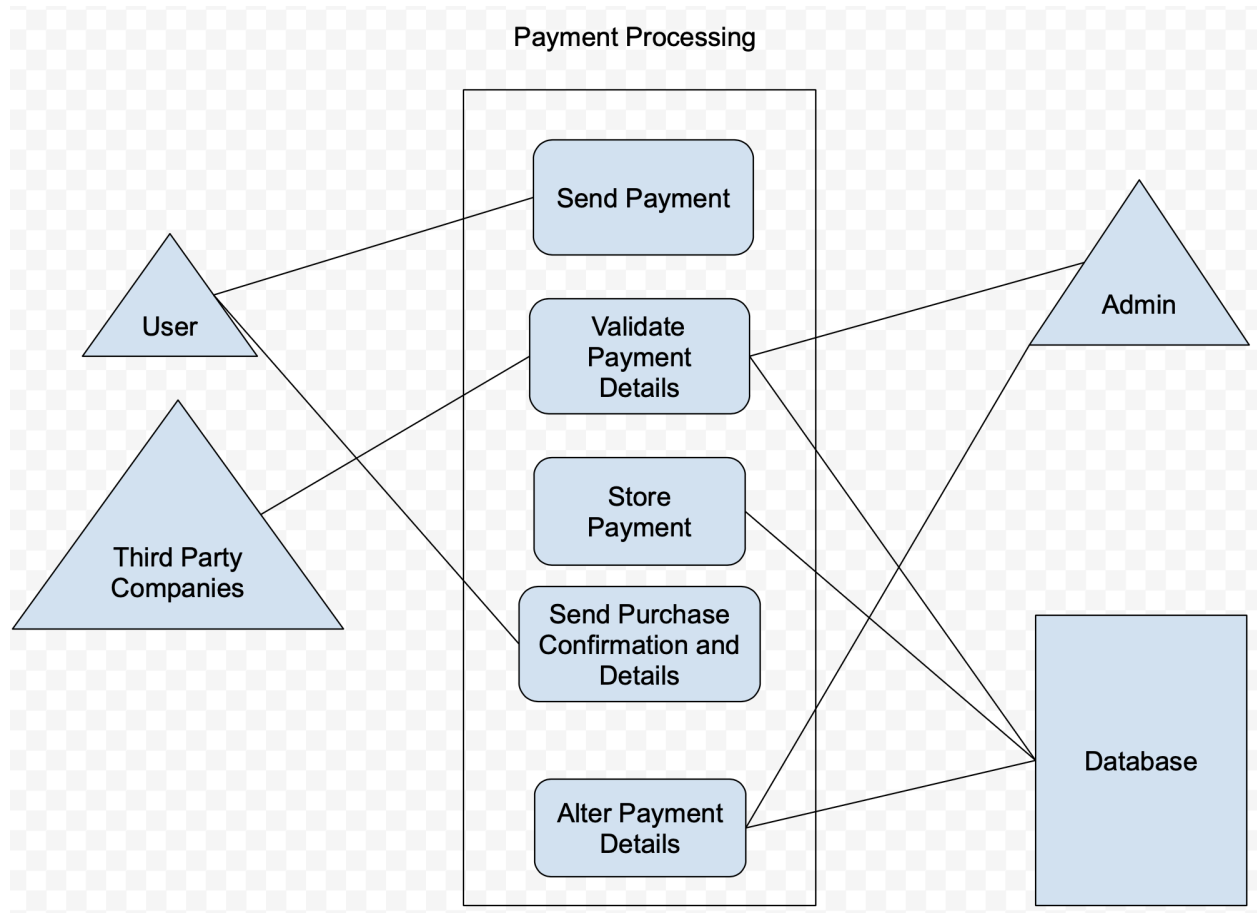 Payment Processing
Send Payment
User
Validate
Payment
Details
Admin
Third Party
Companies
Store
Payment
Send Purchase
Confirmation and
Details
Database
Alter Payment
Details